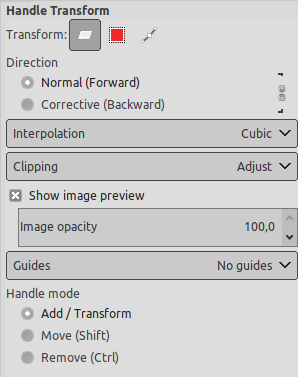 Handle Transform
Transform:
Direction
Normal (Forward)
Corrective (Backward)
Interpolation Cubic
Clipping Adjust
Show image preview
Image opacity 100,0
Guides No guides
Handle mode
Add / Transform
Move (Shift)
Remove (Ctrl)